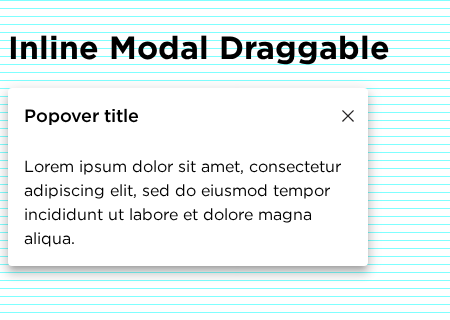 Inline Modal Draggable
Popover title
Lorem ipsum dolor sit amet, consectetur
adipiscing elit, sed do eiusmod tempor
incididunt ut labore et dolore magna
aliqua.